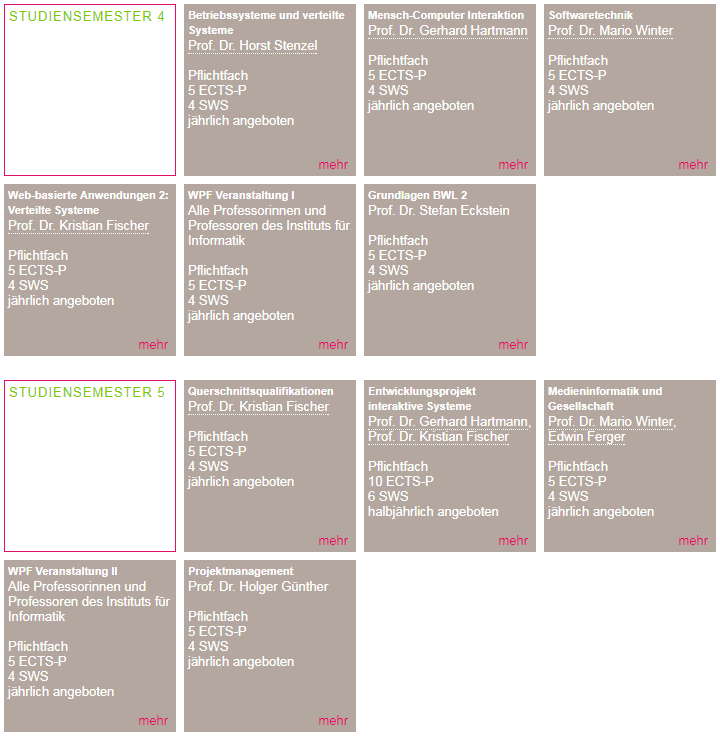 STUDIENSEMESTER 4
Betriebssysteme und verteilte
Systeme
Prof. Dr. Horst Stenzel
Pflichtfach
5 ECTS-P
4 SWS
jährlich angeboten
mehr
Mensch-Computer Interaktion
Prof. Dr. Gerhard Hartmann
Pflichtfach
5 ECTS-P
4 SWS
jährlich angeboten
mehr
Softwaretechnik
Prof. Dr. Mario Winter
Pflichtfach
5 ECTS-P
4 SWS
jährlich angeboten
mehr
Web-basierte Anwendungen 2:
Verteilte Systeme
Prof. Dr. Kristian Fischer
Pflichtfach
5 ECTS-P
4 SWS
jährlich angeboten
mehr
WPF Veranstaltung I
Alle Professorinnen und
Professoren des Instituts für
Informatik
Pflichtfach
5 ECTS-P
4 SWS
jährlich angeboten
mehr
Grundlagen BWL 2
Prof. Dr. Stefan Eckstein
Pflichtfach
5 ECTS-P
4 SWS
jährlich angeboten
mehr
STUDIENSEMESTER 5
Querschnittsqualifikationen
Prof. Dr. Kristian Fischer
Pflichtfach
5 ECTS-P
4 SWS
jährlich angeboten
mehr
Entwicklungsprojekt
interaktive Systeme
Prof. Dr. Gerhard Hartmann,
Prof. Dr. Kristian Fischer
Pflichtfach
10 ECTS-P
6 SWS
halbjährlich angeboten
mehr
Medieninformatik und
Gesellschaft
Prof. Dr. Mario Winter,
Edwin Ferger
Pflichtfach
5 ECTS-P
4 SWS
jährlich angeboten
mehr
WPF Veranstaltung II
Alle Professorinnen und
Professoren des Instituts für
Informatik
Pflichtfach
5 ECTS-P
4 SWS
jährlich angeboten
mehr
Projektmanagement
Prof. Dr. Holger Günther
Pflichtfach
5 ECTS-P
4 SWS
jährlich angeboten
mehr